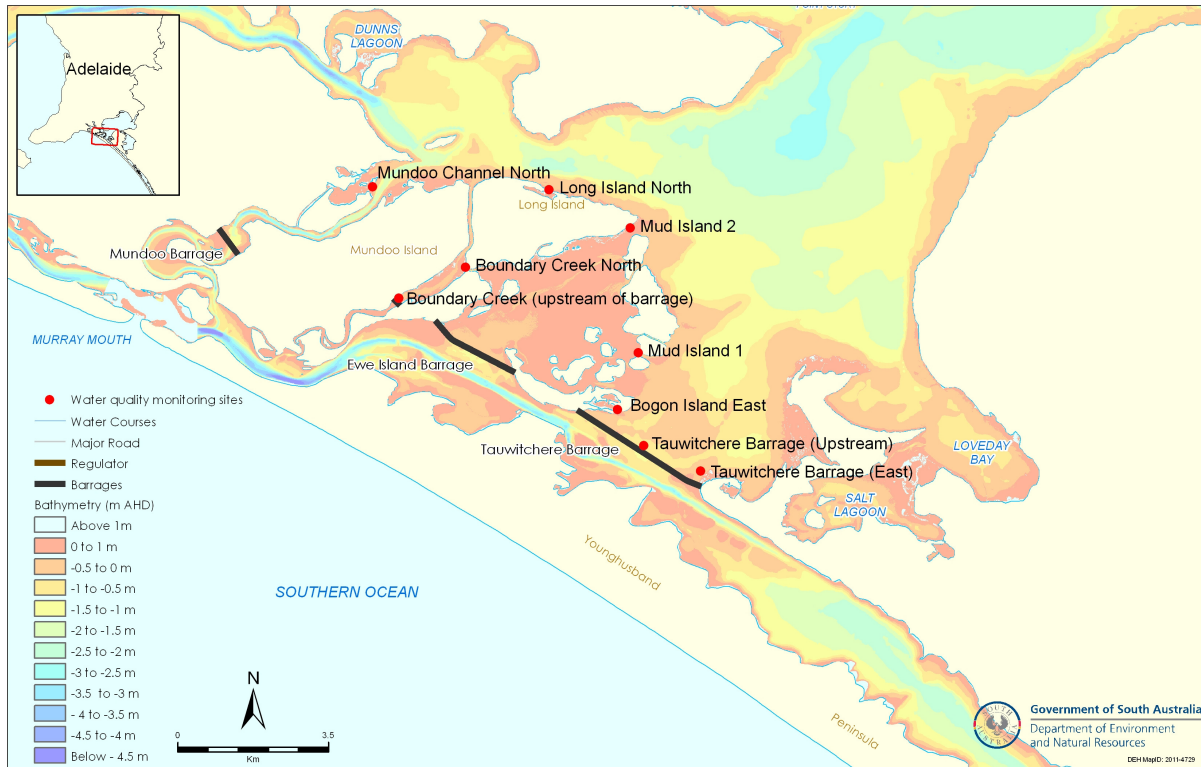 Adelaide
DUNNS
LAGOON
Mundoo Channel North
Long Island North
Long Island
Mud Island 2
Mundoo Island
Mundoo Barrage
Boundary Creek North
Boundary Creek (upstream of barrage)
MURRAY MOUTH
Mud Island 1
Ewe Island Barrage
Bogon Island East
Tauwitchere Barrage (Upstream)
Tauwitchere Barrage
Tauwitchere Barrage (East)
LOVEDAY
BAY
SALT
LAGOON
Younghusband
SOUTHERN OCEAN
Peninsula
Water quality monitoring sites
Water Courses
Major Road
Regulator
Barrages
Bathymetry (m AHD)
Above 1m
0 to 1 m
-0.5 to 0 m
-1 to -0.5 m
-1.5 to -1 m
-2 to -1.5 m
-2.5 to -2 m
-3 to -2.5 m
-3.5 to -3 m
- 4 to -3.5 m
-4.5 to -4 m
Below - 4.5 m
N
0 3.5
Km
SOUTH AUSTRALIA
Government of South Australia
Department of Environment
and Natural Resources
DEH MapID: 2011-4729